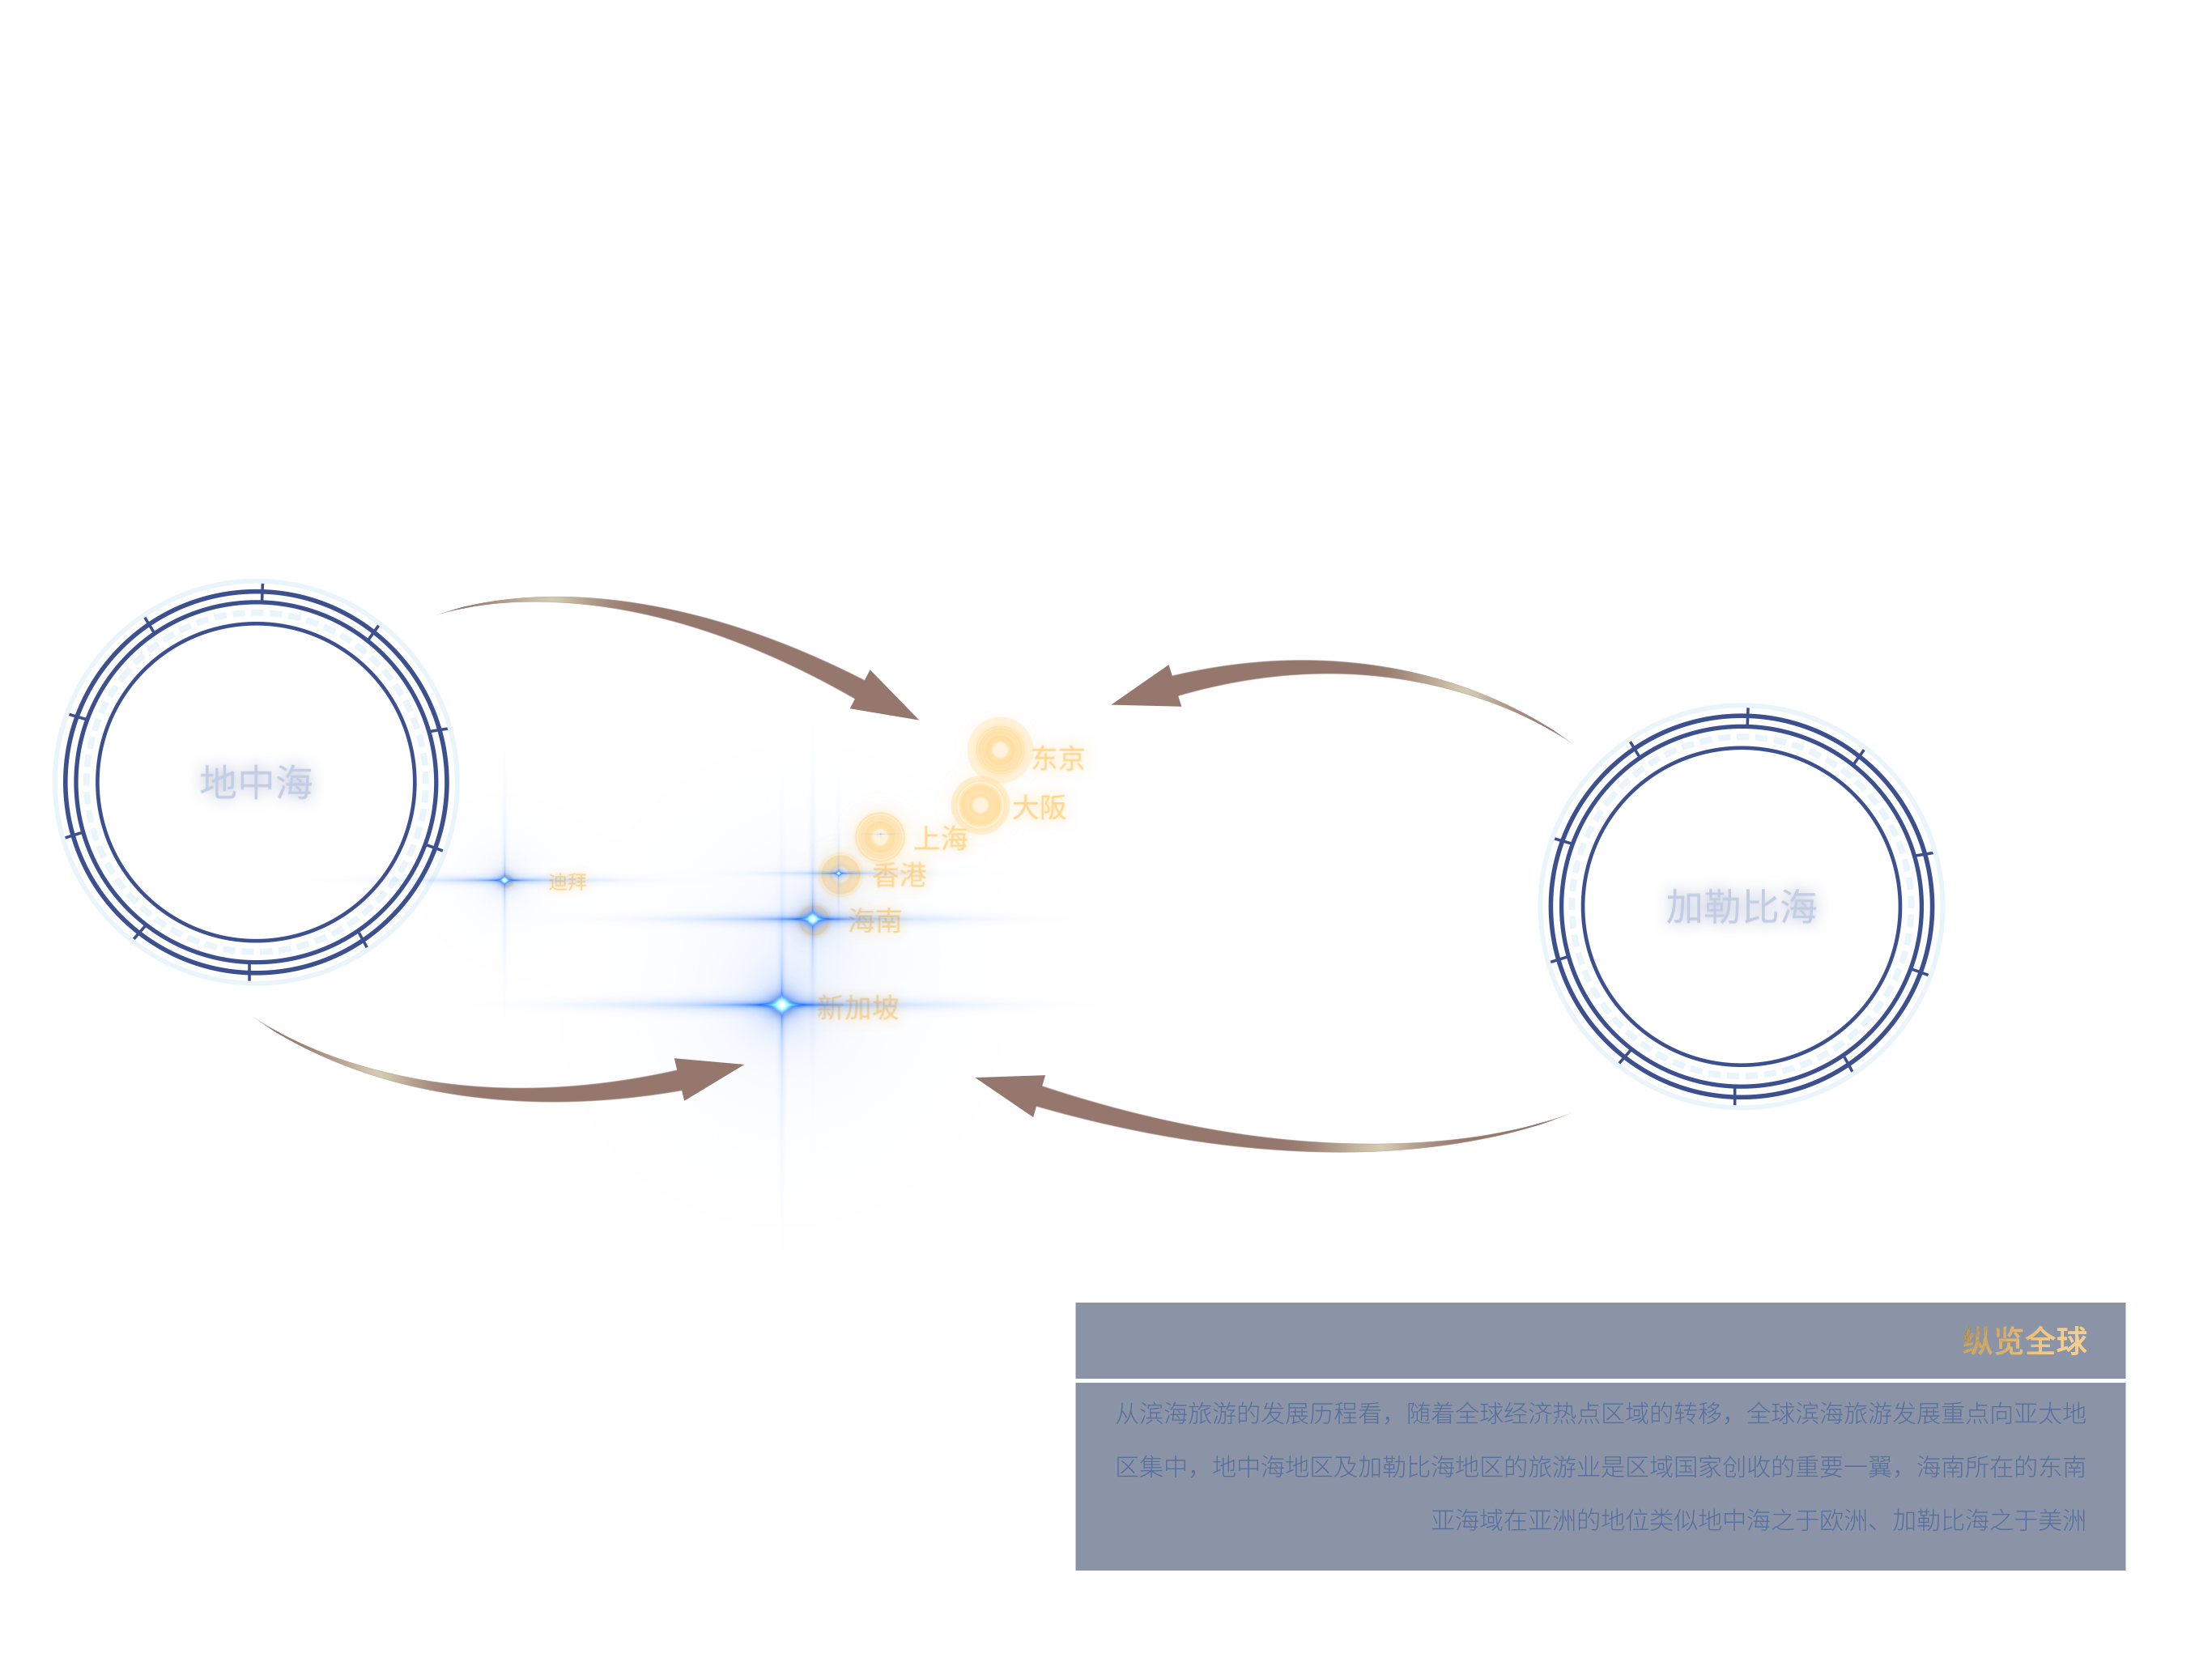 东京
地中海
大阪
上海
香港
迪拜
加勒比海
海南
新加坡
纵览全球
从滨海旅游的发展历程看，随着全球经济热点区域的转移，全球滨海旅游发展重点向亚太地
区集中，地中海地区及加勒比海地区的旅游业是区域国家创收的重要一翼，海南所在的东南
亚海域在亚洲的地位类似地中海之于欧洲、加勒比海之于美洲